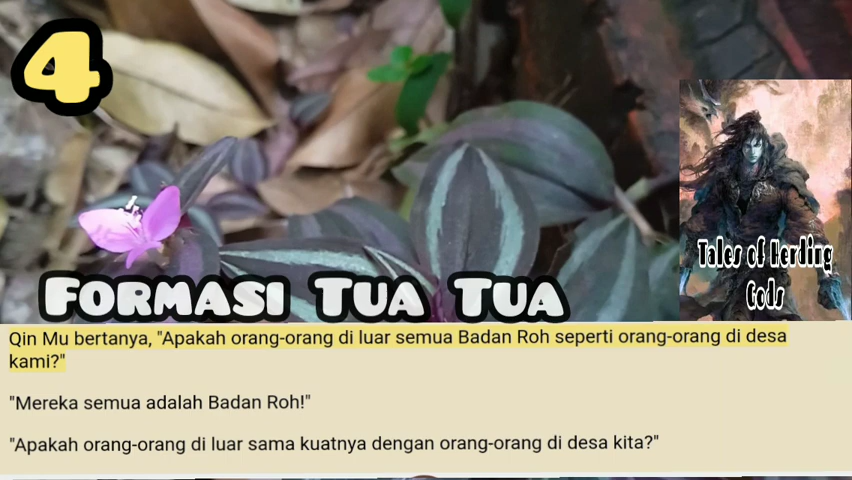 4
Tales of Herding
Gods
FORMASI TUA TUA
Qin Mu bertanya, "Apakah orang-orang di luar semua Badan Roh seperti orang-orang di desa
kami?"
"Mereka semua adalah Badan Roh!"
"Apakah orang-orang di luar sama kuatnya dengan orang-orang di desa kita?"